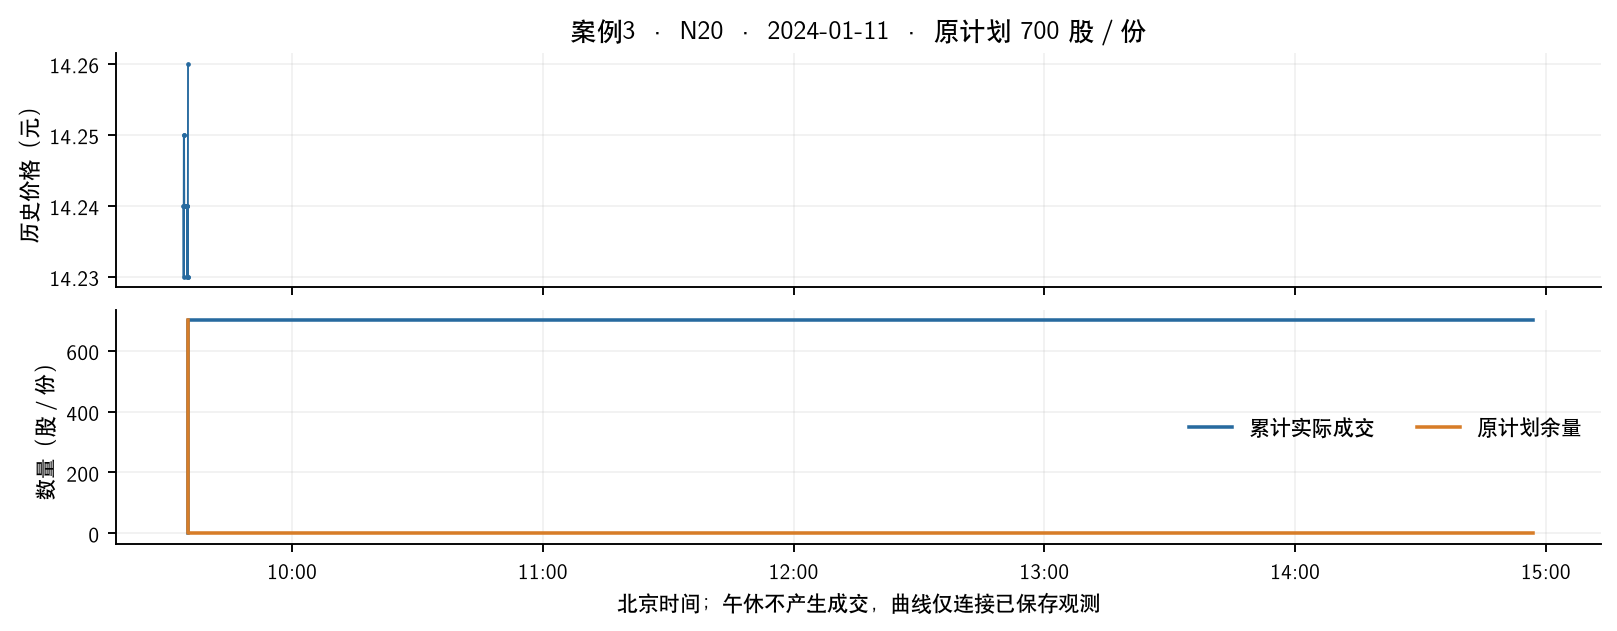 案例3 · N20 · 2024-01-11 · 原计划 700 股 / 份
历史价格（元）
14.26
14.25
14.24
14.23
数量（股 / 份）
600
400
200
0
累计实际成交
原计划余量
10:00
11:00
12:00
13:00
14:00
15:00
北京时间；午休不产生成交，曲线仅连接已保存观测